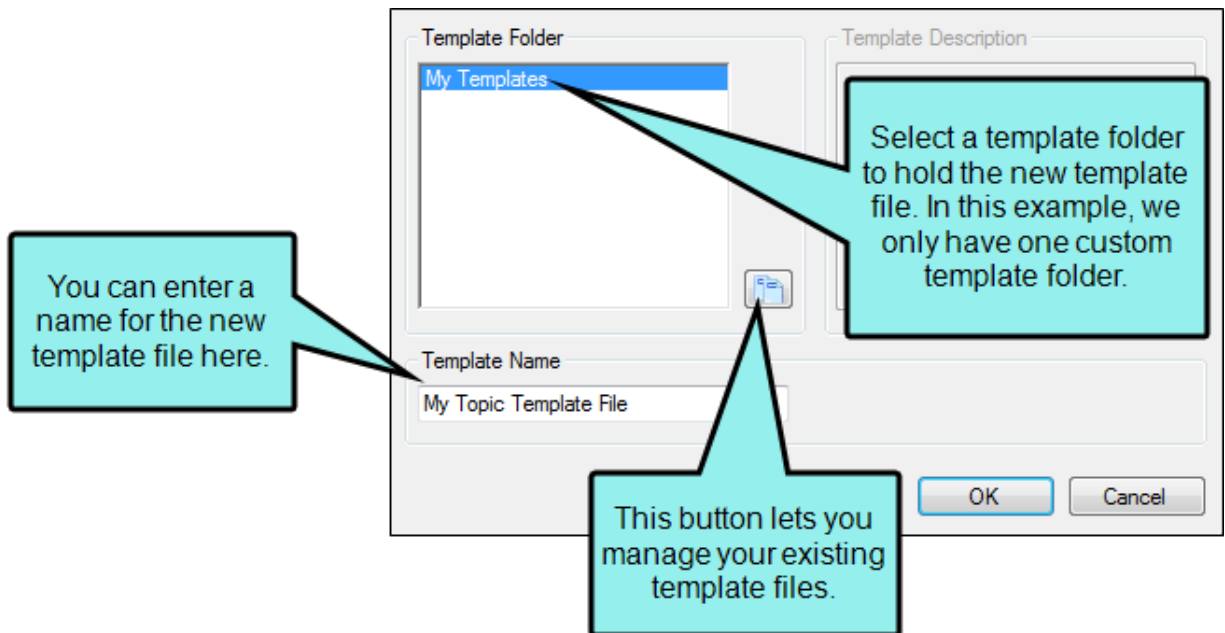 Template Folder
Template Description
My Templates
Select a template folder
to hold the new template
file. In this example, we
only have one custom
template folder.
You can enter a
name for the new
template file here.
Template Name
My Topic Template File
OK
Cancel
This button lets you
manage your existing
template files.